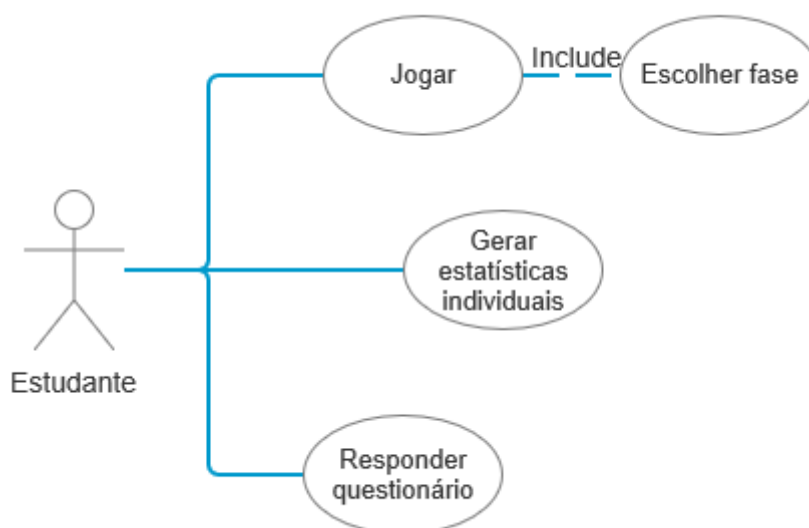 Jogar
Include
Escolher fase
Gerar
estatísticas
individuais
Estudante
Responder
questionário